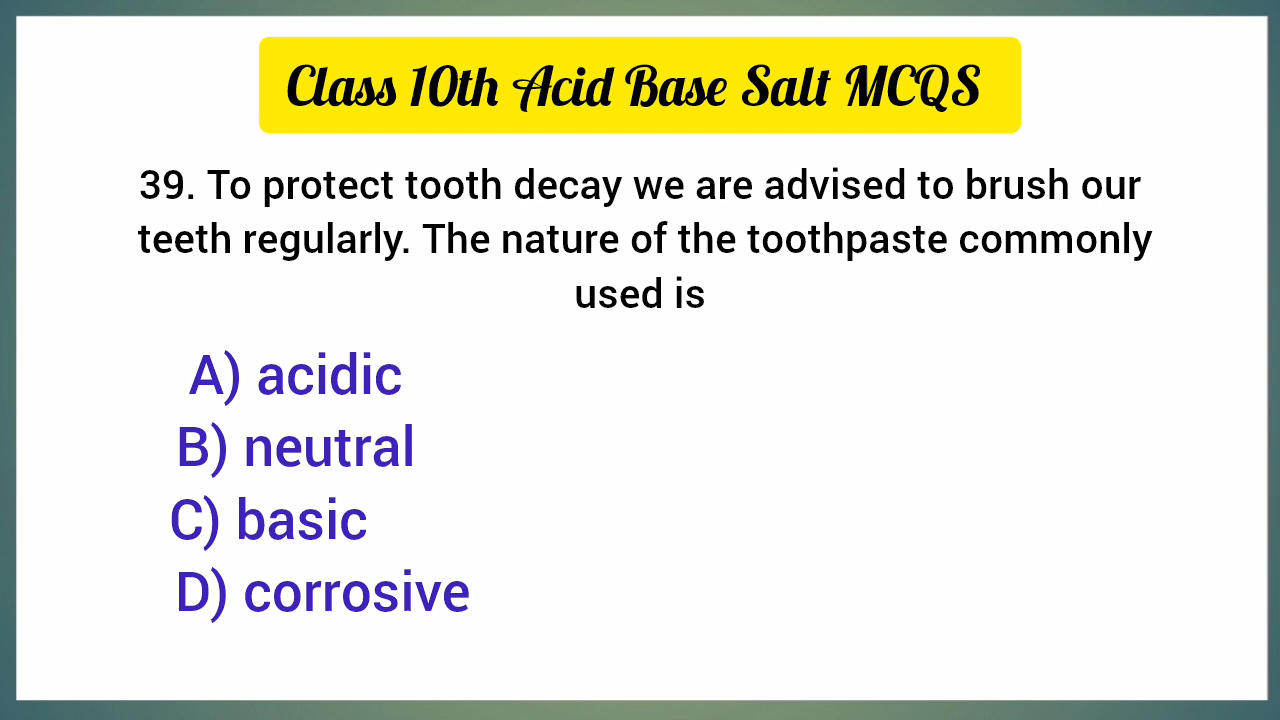 Class 10th Acid Base Salt MCQS
39. To protect tooth decay we are advised to brush our
teeth regularly. The nature of the toothpaste commonly
used is
A) acidic
B) neutral
C) basic
D) corrosive